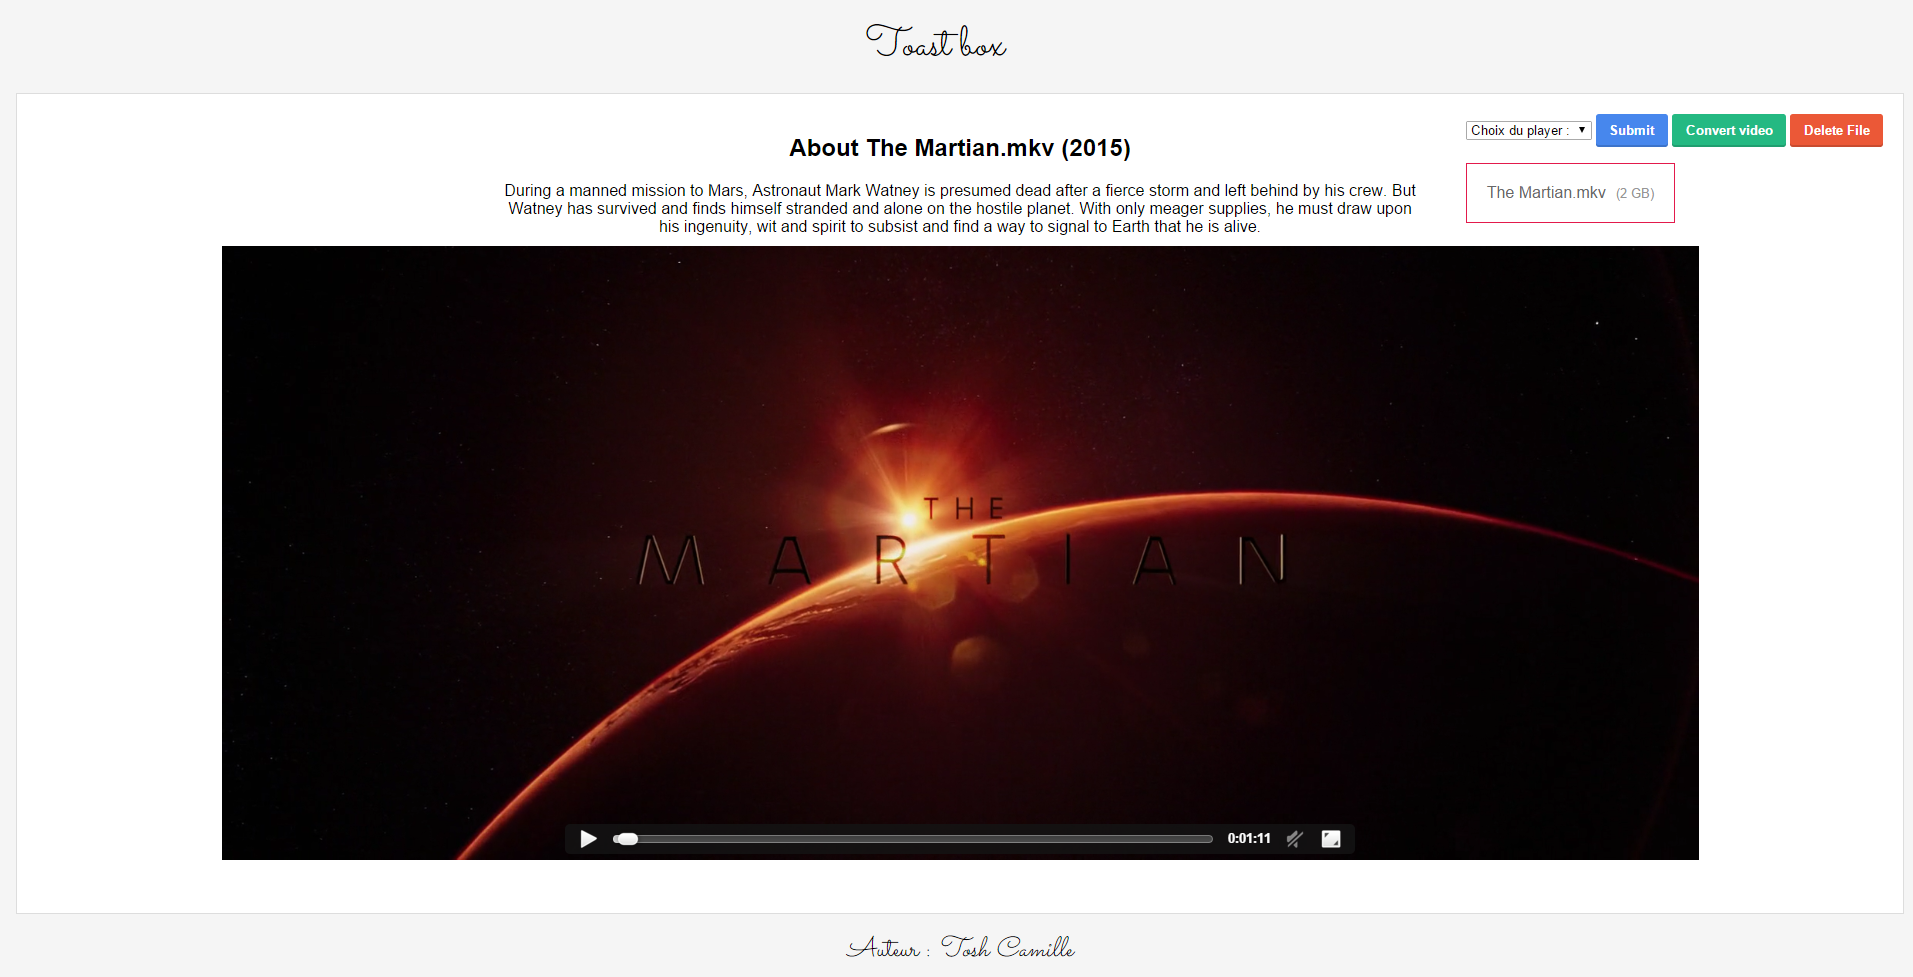 Toast box
Choix du player :
Submit
Convert video
Delete File
About The Martian.mkv (2015)
The Martian.mkv (2 GB)
During a manned mission to Mars, Astronaut Mark Watney is presumed dead after a fierce storm and left behind by his crew. But
Watney has survived and finds himself stranded and alone on the hostile planet. With only meager supplies, he must draw upon
his ingenuity, wit and spirit to subsist and find a way to signal to Earth that he is alive.
THE
MARTIAN
0:01:11
Auteur : Tosh Camille